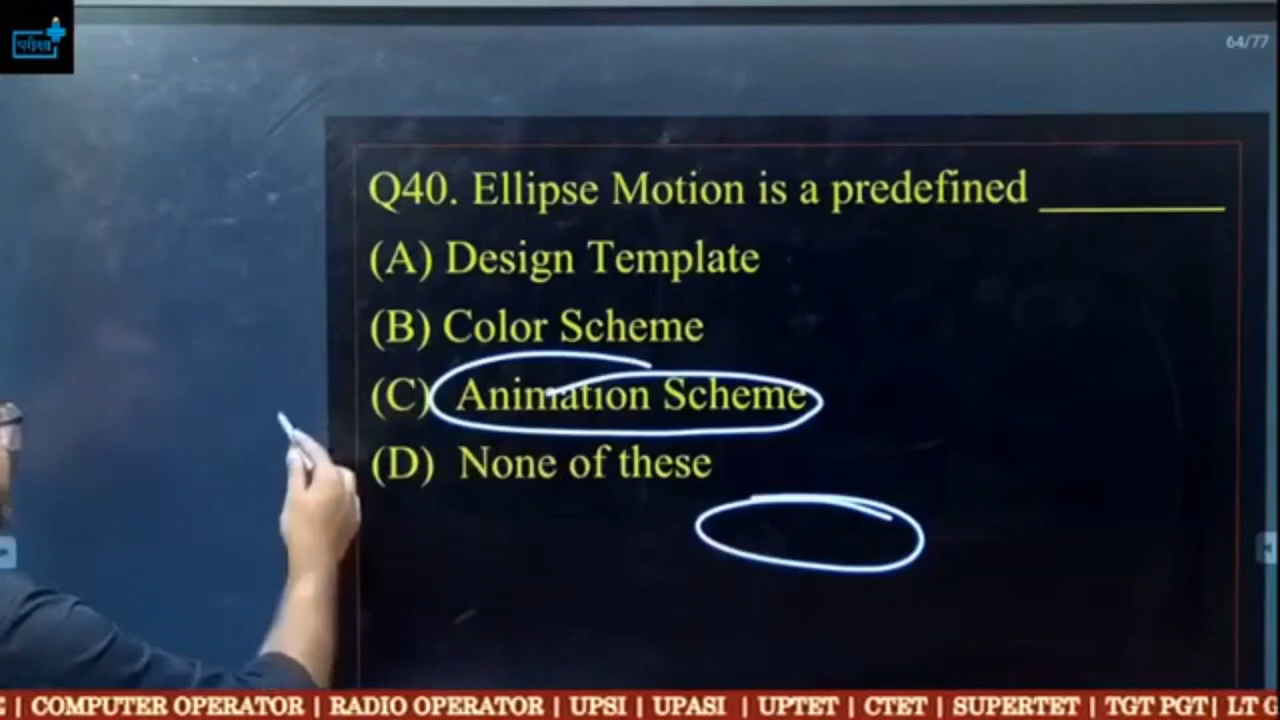 परीक्षा
64/77
Q40. Ellipse Motion is a predefined ________
(A) Design Template
(B) Color Scheme
(C) Animation Scheme
(D) None of these
| COMPUTER OPERATOR | RADIO OPERATOR | UPSI | UPASI | UPTET | CTET | SUPERTET | TGT PGT | LT